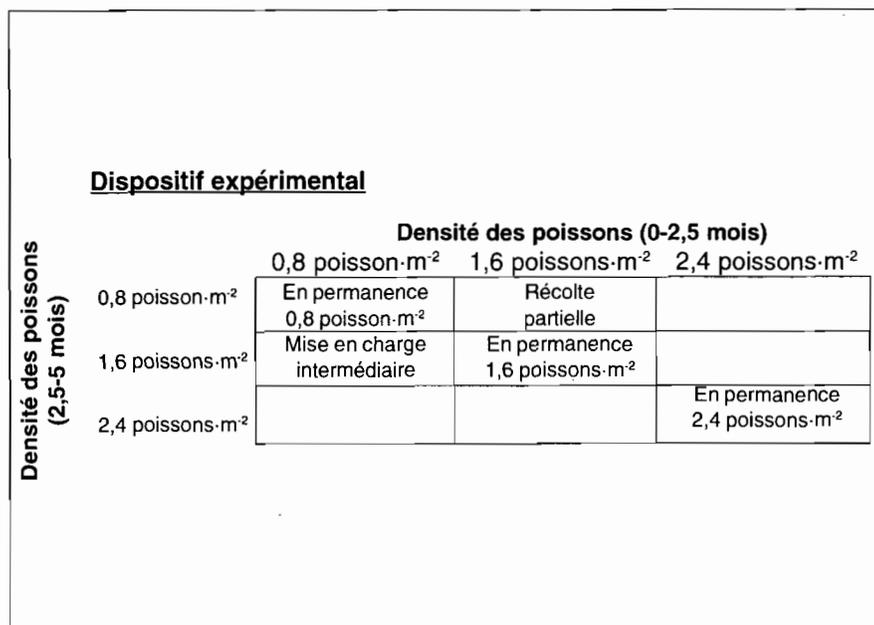 Dispositif expérimental
Densité des poissons (0-2,5 mois)
0,8 poisson·m⁻² 1,6 poissons·m⁻² 2,4 poissons·m⁻²
Densité des poissons
(2,5-5 mois)
0,8 poisson·m⁻²
En permanence
0,8 poisson·m⁻²
Récolte
partielle
1,6 poissons·m⁻²
Mise en charge
intermédiaire
En permanence
1,6 poissons·m⁻²
2,4 poissons·m⁻²
En permanence
2,4 poissons·m⁻²